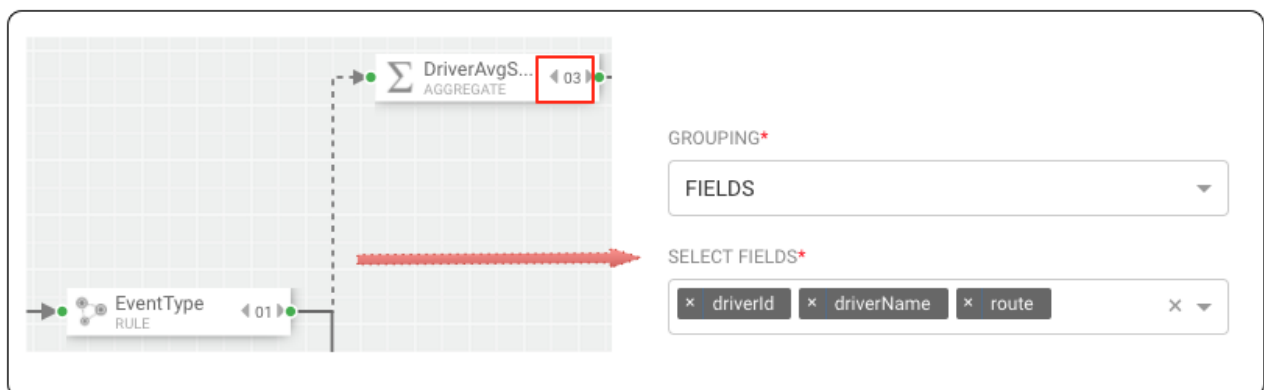 DriverAvgS...
AGGREGATE
03
EventType
RULE
01
GROUPING*
FIELDS
SELECT FIELDS*
× driverId × driverName × route ×